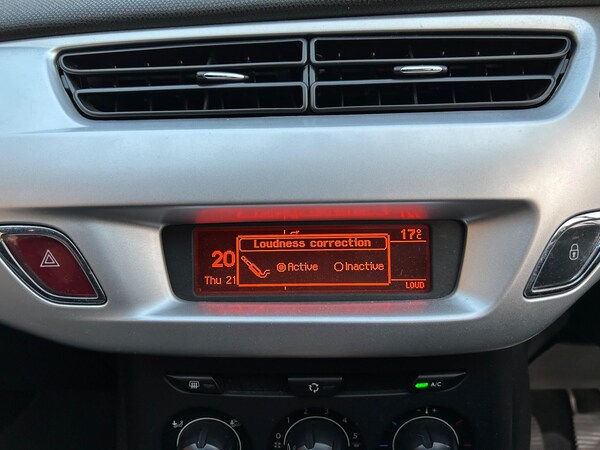 Loudness correction
17°C
20
Active Inactive
Thu 21
LOUD
A/C